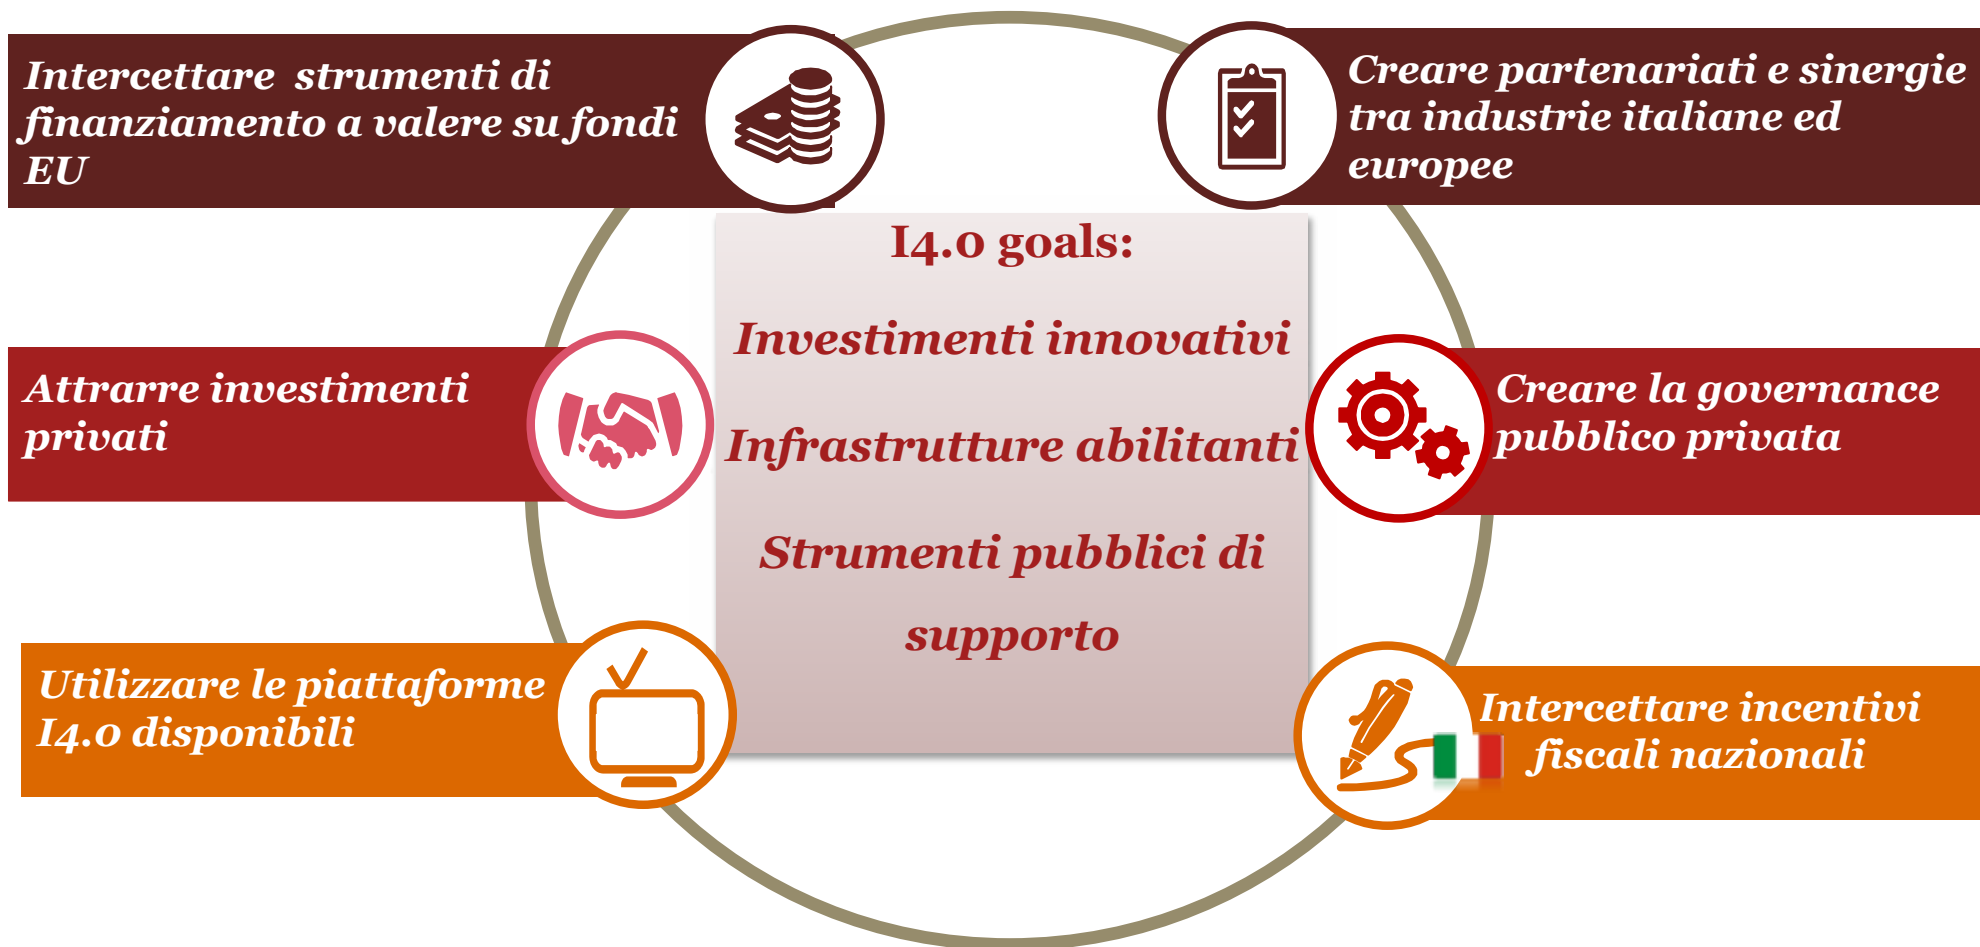 Intercettare  strumenti di
finanziamento a valere su fondi
EU
Creare partenariati e sinergie
tra industrie italiane ed
europee
I4.0 goals:
Investimenti innovativi
Infrastrutture abilitanti
Strumenti pubblici di
supporto
Attrarre investimenti
privati
Creare la governance
pubblico privata
Utilizzare le piattaforme
I4.0 disponibili
Intercettare incentivi
fiscali nazionali